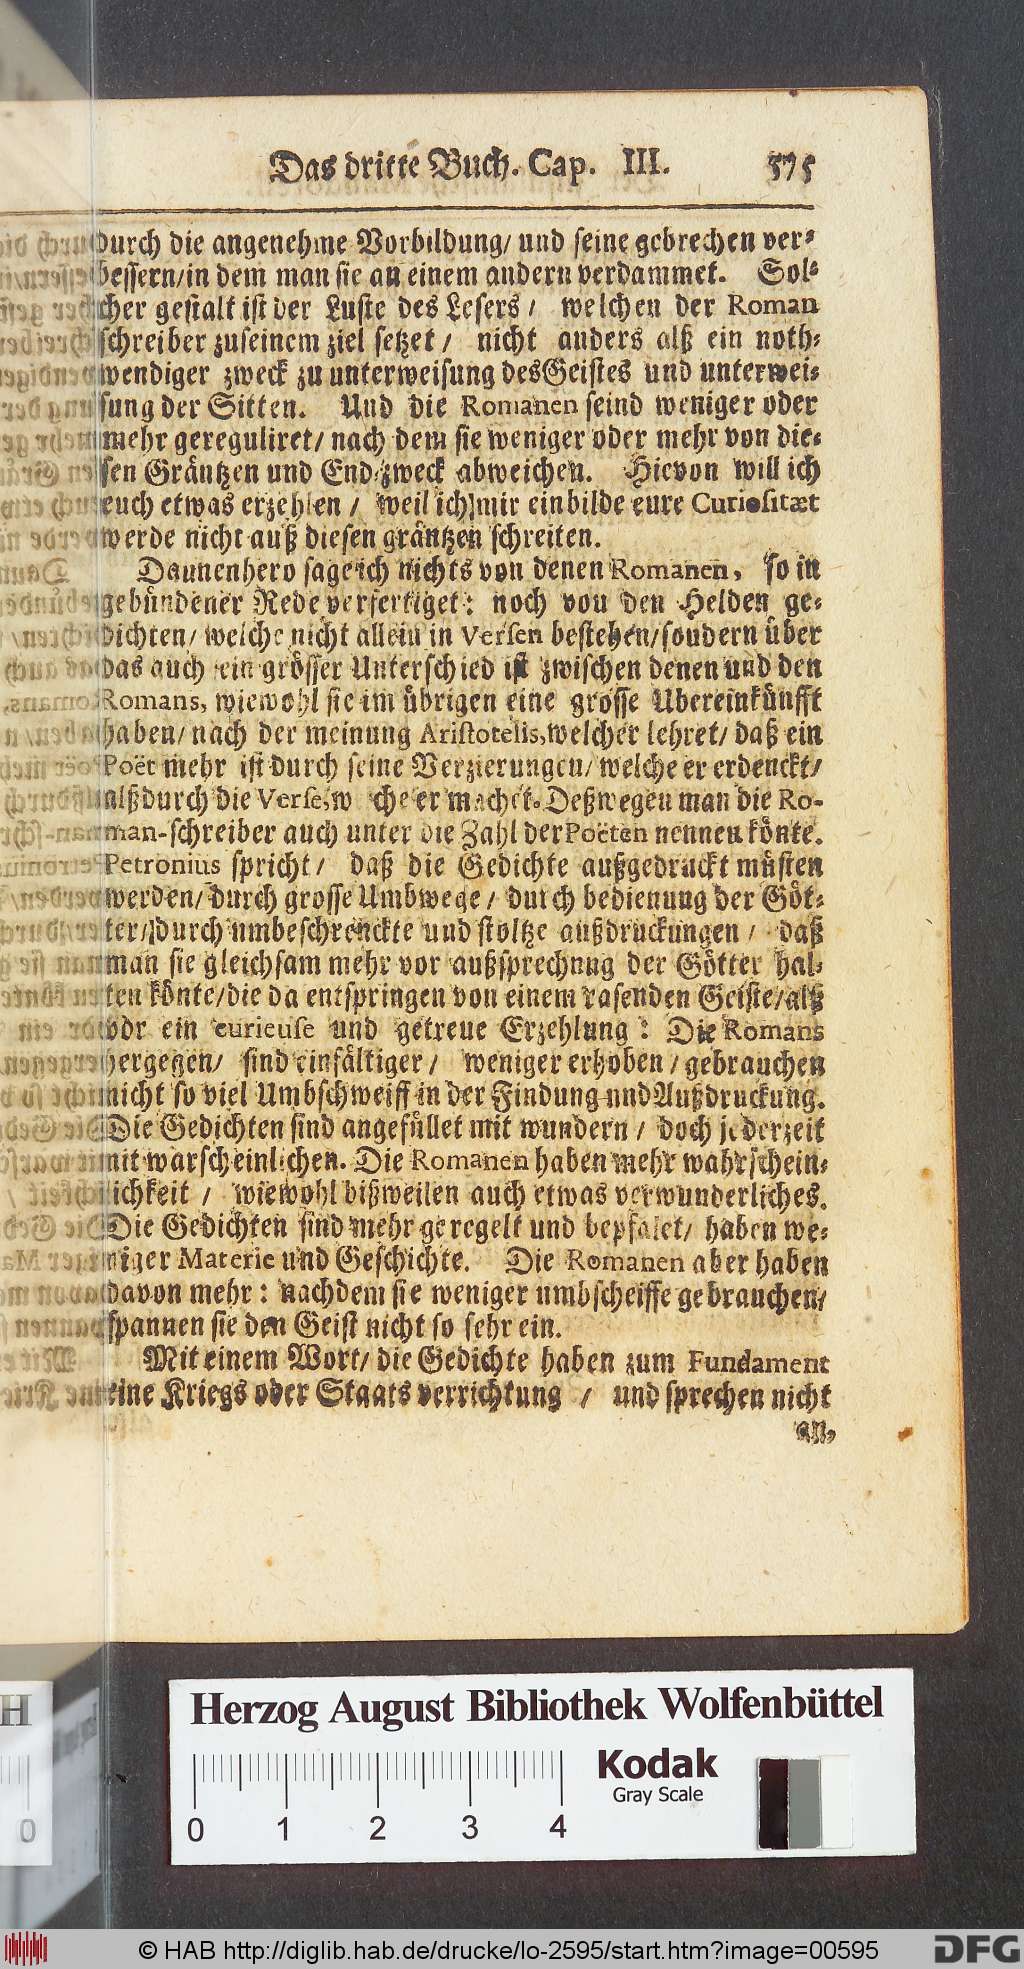 Das dritte Buch. Cap. III. 575
durch die angenehme Vorbildung/ und seine gebrechen ver-
bessern/in dem man sie an einem andern verdammet. Sol-
cher gestalt ist der Luste des Lesers / welchen der Roman
schreiber zuseinem ziel setzet / nicht anders alß ein noth-
wendiger zweck zu unterweisung desGeistes und unterwei-
sung der Sitten. Und die Romanen seind weniger oder
mehr gereguliret/ nach dem sie weniger oder mehr von die-
sen Gräntzen und End-zweck abweichen. Hievon will ich
euch etwas erzehlen / weil ich mir einbilde eure Curiositæt
werde nicht auß diesen gräntzen schreiten.
Daunenhero sage ich nichts von denen Romanen, so in
gebundener Rede verfertiget: noch von den Helden ge-
dichten/ welche nicht allein in Versen bestehen/sondern über
das auch ein grösser Unterschied ist zwischen denen und den
Romans, wiewohl sie im übrigen eine grosse Ubereinkünfft
haben/ nach der meinung Aristotelis, welcher lehret/ daß ein
Poët mehr ist durch seine Verzierungen/ welche er erdenckt/
alß durch die Verse, w che er machet. Deßwegen man die Ro-
man-schreiber auch unter die Zahl der Poëten nennen könte.
Petronius spricht / daß die Gedichte außgedruckt müsten
werden/ durch grosse Umbwege / durch bedienung der Göt-
ter/ durch umbeschrenckte und stoltze außdruckungen / daß
man sie gleichsam mehr vor außsprechnug der Götter hal-
ten könte/die da entspringen von einem rasenden Geiste/alß
vor ein curieuse und getreue Erzehlung: Die Romans
hergegen/ sind einfältiger / weniger erhoben / gebrauchen
nicht so viel Umbschweiff in der Findung und Außdruckung.
Die Gedichten sind angefüllet mit wundern / doch jederzeit
mit warscheinlichen. Die Romanen haben mehr wahrschein-
lichkeit / wiewohl bißweilen auch etwas verwunderliches.
Die Gedichten sind mehr geregelt und bepfalet/ haben we-
niger Materie und Geschichte. Die Romanen aber haben
davon mehr: nachdem sie weniger umbscheiffe gebrauchen/
spannen sie den Geist nicht so sehr ein.
Mit einem Wort/ die Gedichte haben zum Fundament
eine Kriegs oder Staats verrichtung / und sprechen nicht
an,
Herzog August Bibliothek Wolfenbüttel
Kodak
Gray Scale
0 1 2 3 4
H
0
© HAB http://diglib.hab.de/drucke/lo-2595/start.htm?image=00595
DFG